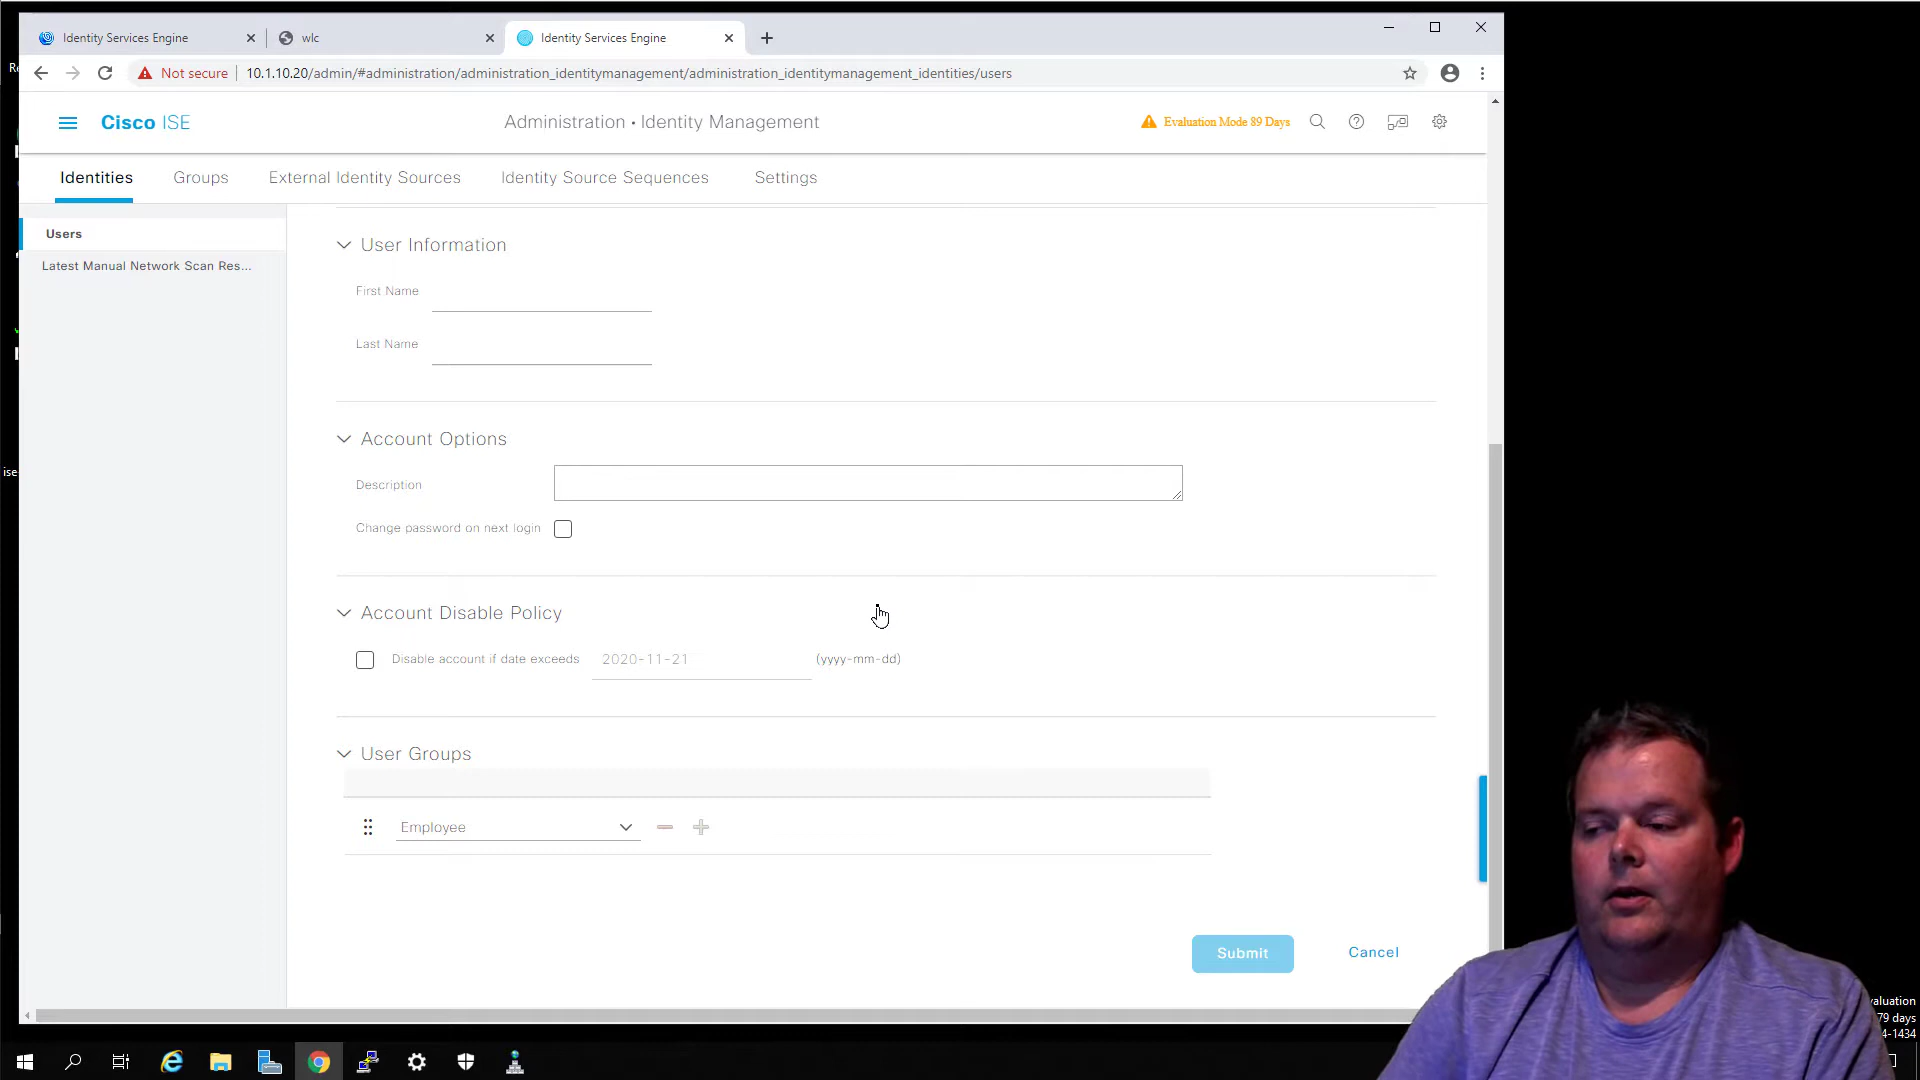 Identity Services Engine
wlc
Identity Services Engine
Not secure
10.1.10.20/admin/#administration/administration_identitymanagement/administration_identitymanagement_identities/users
Cisco ISE
Administration • Identity Management
Evaluation Mode 89 Days
Identities
Groups
External Identity Sources
Identity Source Sequences
Settings
Users
Latest Manual Network Scan Res...
User Information
First Name
Last Name
Account Options
Description
Change password on next login
Account Disable Policy
Disable account if date exceeds
2020-11-21
(yyyy-mm-dd)
User Groups
Employee
Submit
Cancel
ise
79 days